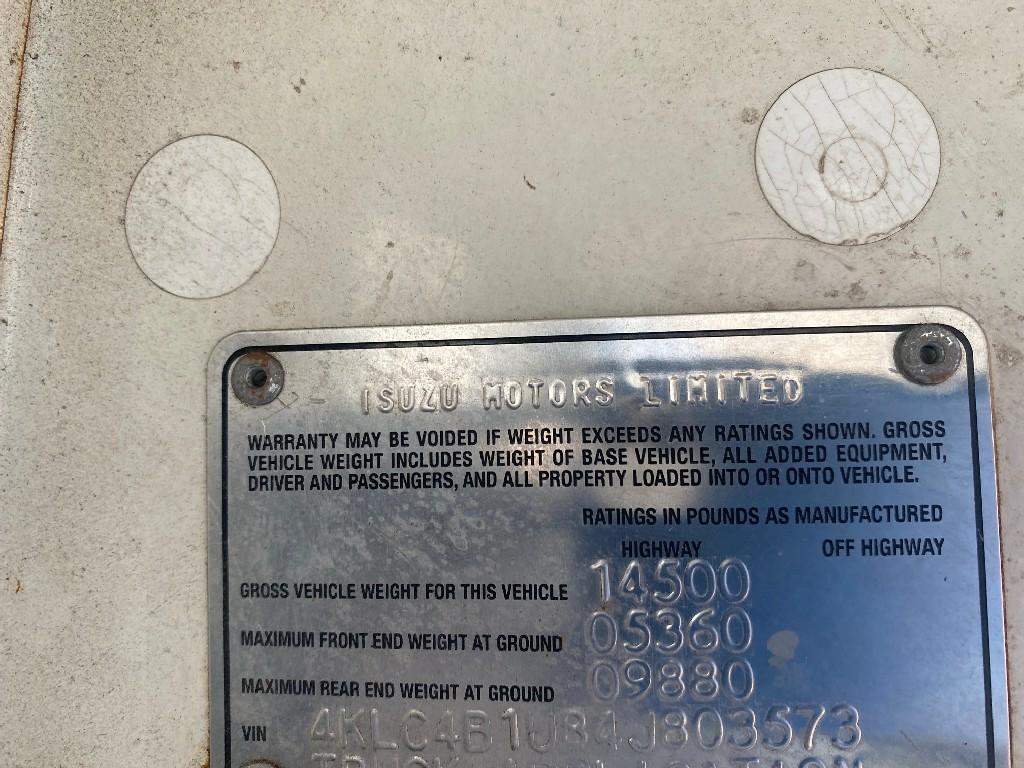 ISUZU MOTORS LIMITED
WARRANTY MAY BE VOIDED IF WEIGHT EXCEEDS ANY RATINGS SHOWN. GROSS
VEHICLE WEIGHT INCLUDES WEIGHT OF BASE VEHICLE, ALL ADDED EQUIPMENT,
DRIVER AND PASSENGERS, AND ALL PROPERTY LOADED INTO OR ONTO VEHICLE.
RATINGS IN POUNDS AS MANUFACTURED
HIGHWAY OFF HIGHWAY
GROSS VEHICLE WEIGHT FOR THIS VEHICLE 14500
MAXIMUM FRONT END WEIGHT AT GROUND 05360
MAXIMUM REAR END WEIGHT AT GROUND 09880
VIN 4KLC4B1U84J803573